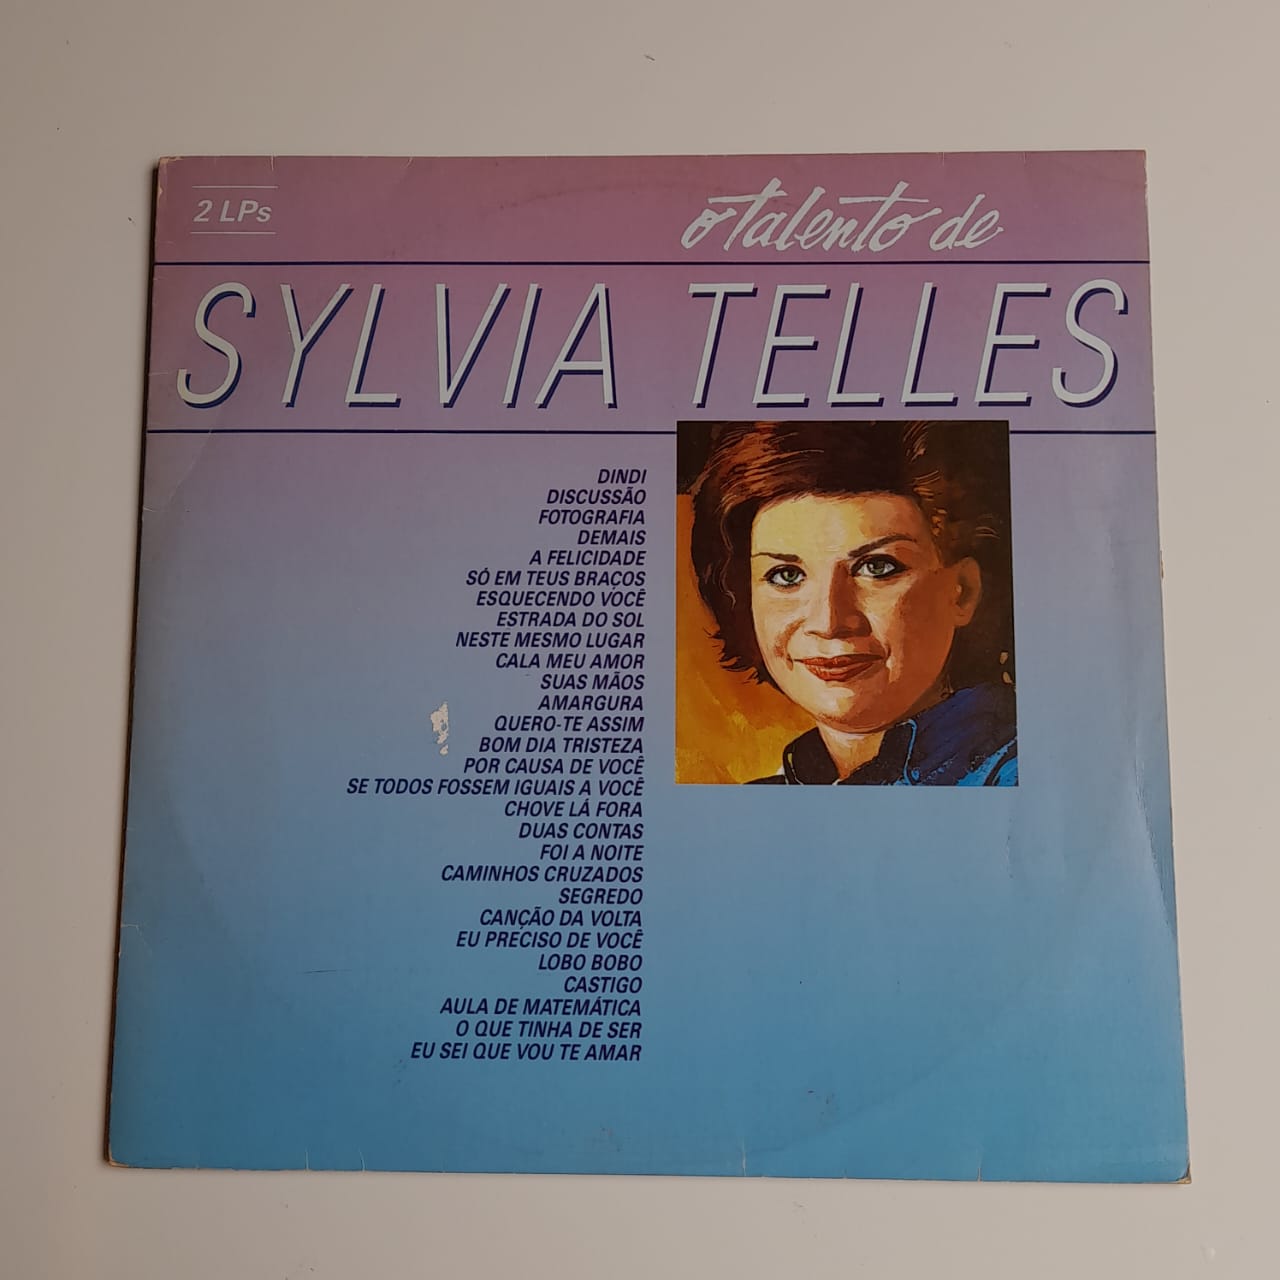 2 LPs
o talento de
SYLVIA TELLES
DINDI
DISCUSSÃO
FOTOGRAFIA
DEMAIS
A FELICIDADE
SÓ EM TEUS BRAÇOS
ESQUECENDO VOCÊ
ESTRADA DO SOL
NESTE MESMO LUGAR
CALA MEU AMOR
SUAS MÃOS
AMARGURA
QUERO-TE ASSIM
BOM DIA TRISTEZA
POR CAUSA DE VOCÊ
SE TODOS FOSSEM IGUAIS A VOCÊ
CHOVE LÁ FORA
DUAS CONTAS
FOI A NOITE
CAMINHOS CRUZADOS
SEGREDO
CANÇÃO DA VOLTA
EU PRECISO DE VOCÊ
LOBO BOBO
CASTIGO
AULA DE MATEMÁTICA
O QUE TINHA DE SER
EU SEI QUE VOU TE AMAR